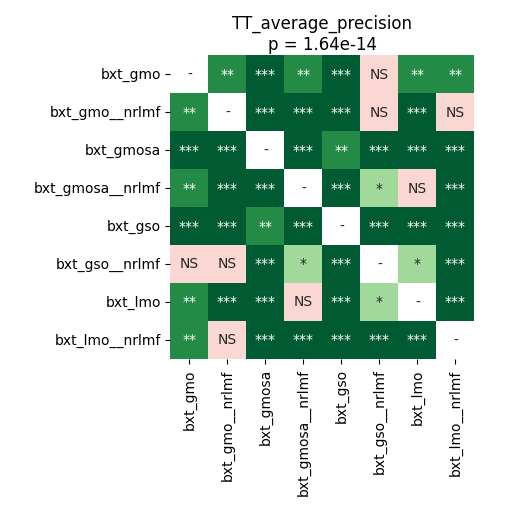 TT_average_precision
p = 1.64e-14
bxt_gmo - ** *** ** *** NS ** **
bxt_gmo__nrlmf ** - *** *** *** NS *** NS
bxt_gmosa *** *** - *** ** *** *** ***
bxt_gmosa__nrlmf ** *** *** - *** * NS ***
bxt_gso *** *** ** *** - *** *** ***
bxt_gso__nrlmf NS NS *** * *** - * ***
bxt_lmo ** *** *** NS *** * - ***
bxt_lmo__nrlmf ** NS *** *** *** *** *** -
bxt_gmo
bxt_gmo__nrlmf
bxt_gmosa
bxt_gmosa__nrlmf
bxt_gso
bxt_gso__nrlmf
bxt_lmo
bxt_lmo__nrlmf